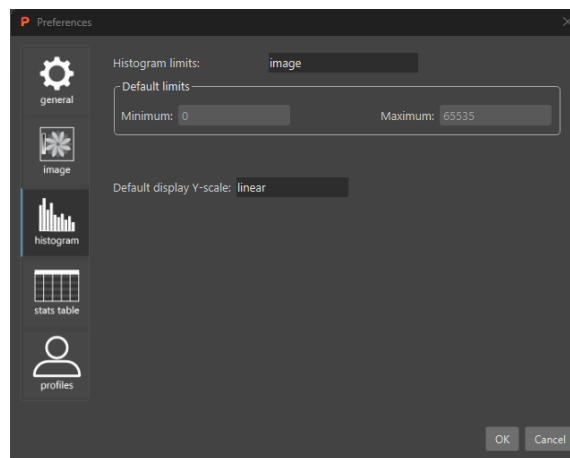 P Preferences
general
image
histogram
stats table
profiles
Histogram limits: image
Default limits
Minimum: 0 Maximum: 65535
Default display Y-scale: linear
OK Cancel